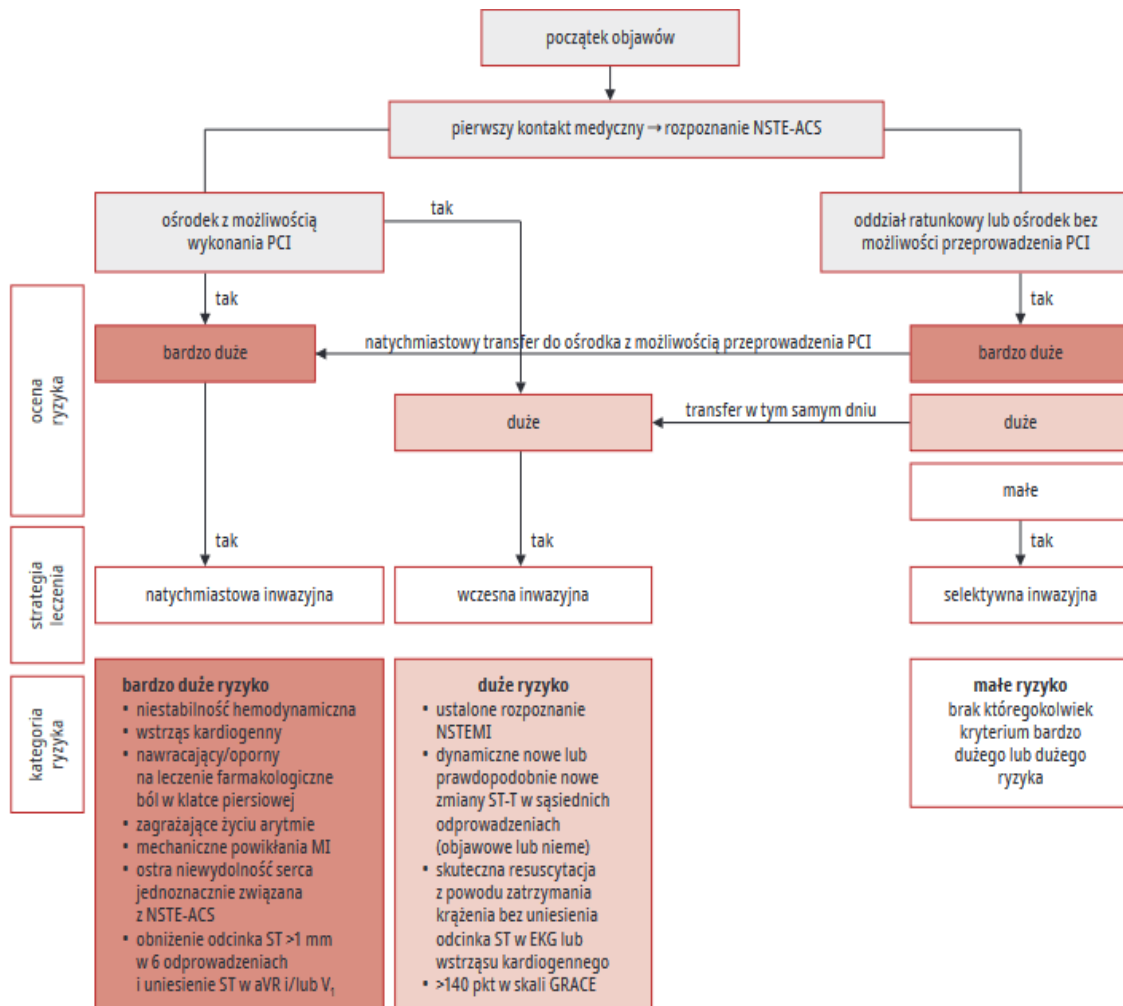 początek objawów
pierwszy kontakt medyczny → rozpoznanie NSTE-ACS
ośrodek z możliwością
wykonania PCI
tak
oddział ratunkowy lub ośrodek bez
możliwości przeprowadzenia PCI
tak
tak
ocena
ryzyka
bardzo duże
natychmiastowy transfer do ośrodka z możliwością przeprowadzenia PCI
bardzo duże
duże
transfer w tym samym dniu
duże
małe
tak
tak
tak
strategia
leczenia
natychmiastowa inwazyjna
wczesna inwazyjna
selektywna inwazyjna
kategoria
ryzyka
bardzo duże ryzyko
• niestabilność hemodynamiczna
• wstrząs kardiogenny
• nawracający/oporny
na leczenie farmakologiczne
ból w klatce piersiowej
• zagrażające życiu arytmie
• mechaniczne powikłania MI
• ostra niewydolność serca
jednoznacznie związana
z NSTE-ACS
• obniżenie odcinka ST >1 mm
w 6 odprowadzeniach
i uniesienie ST w aVR i/lub V₁
duże ryzyko
• ustalone rozpoznanie
NSTEMI
• dynamiczne nowe lub
prawdopodobnie nowe
zmiany ST-T w sąsiednich
odprowadzeniach
(objawowe lub nieme)
• skuteczna resuscytacja
z powodu zatrzymania
krążenia bez uniesienia
odcinka ST w EKG lub
wstrząsu kardiogennego
• >140 pkt w skali GRACE
małe ryzyko
brak któregokolwiek
kryterium bardzo
dużego lub dużego
ryzyka